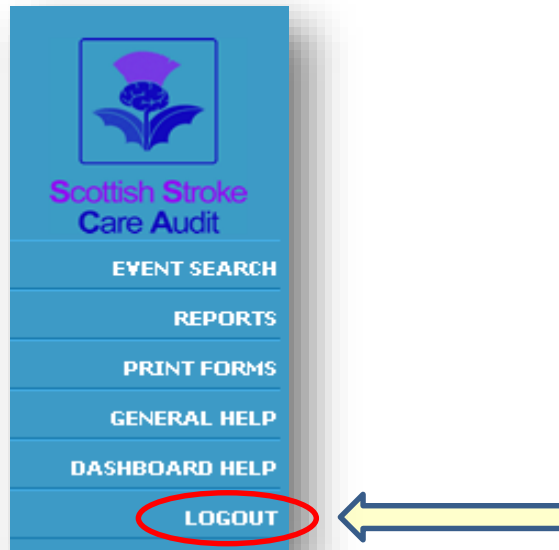 Scottish Stroke
Care Audit
EVENT SEARCH
REPORTS
PRINT FORMS
GENERAL HELP
DASHBOARD HELP
LOGOUT